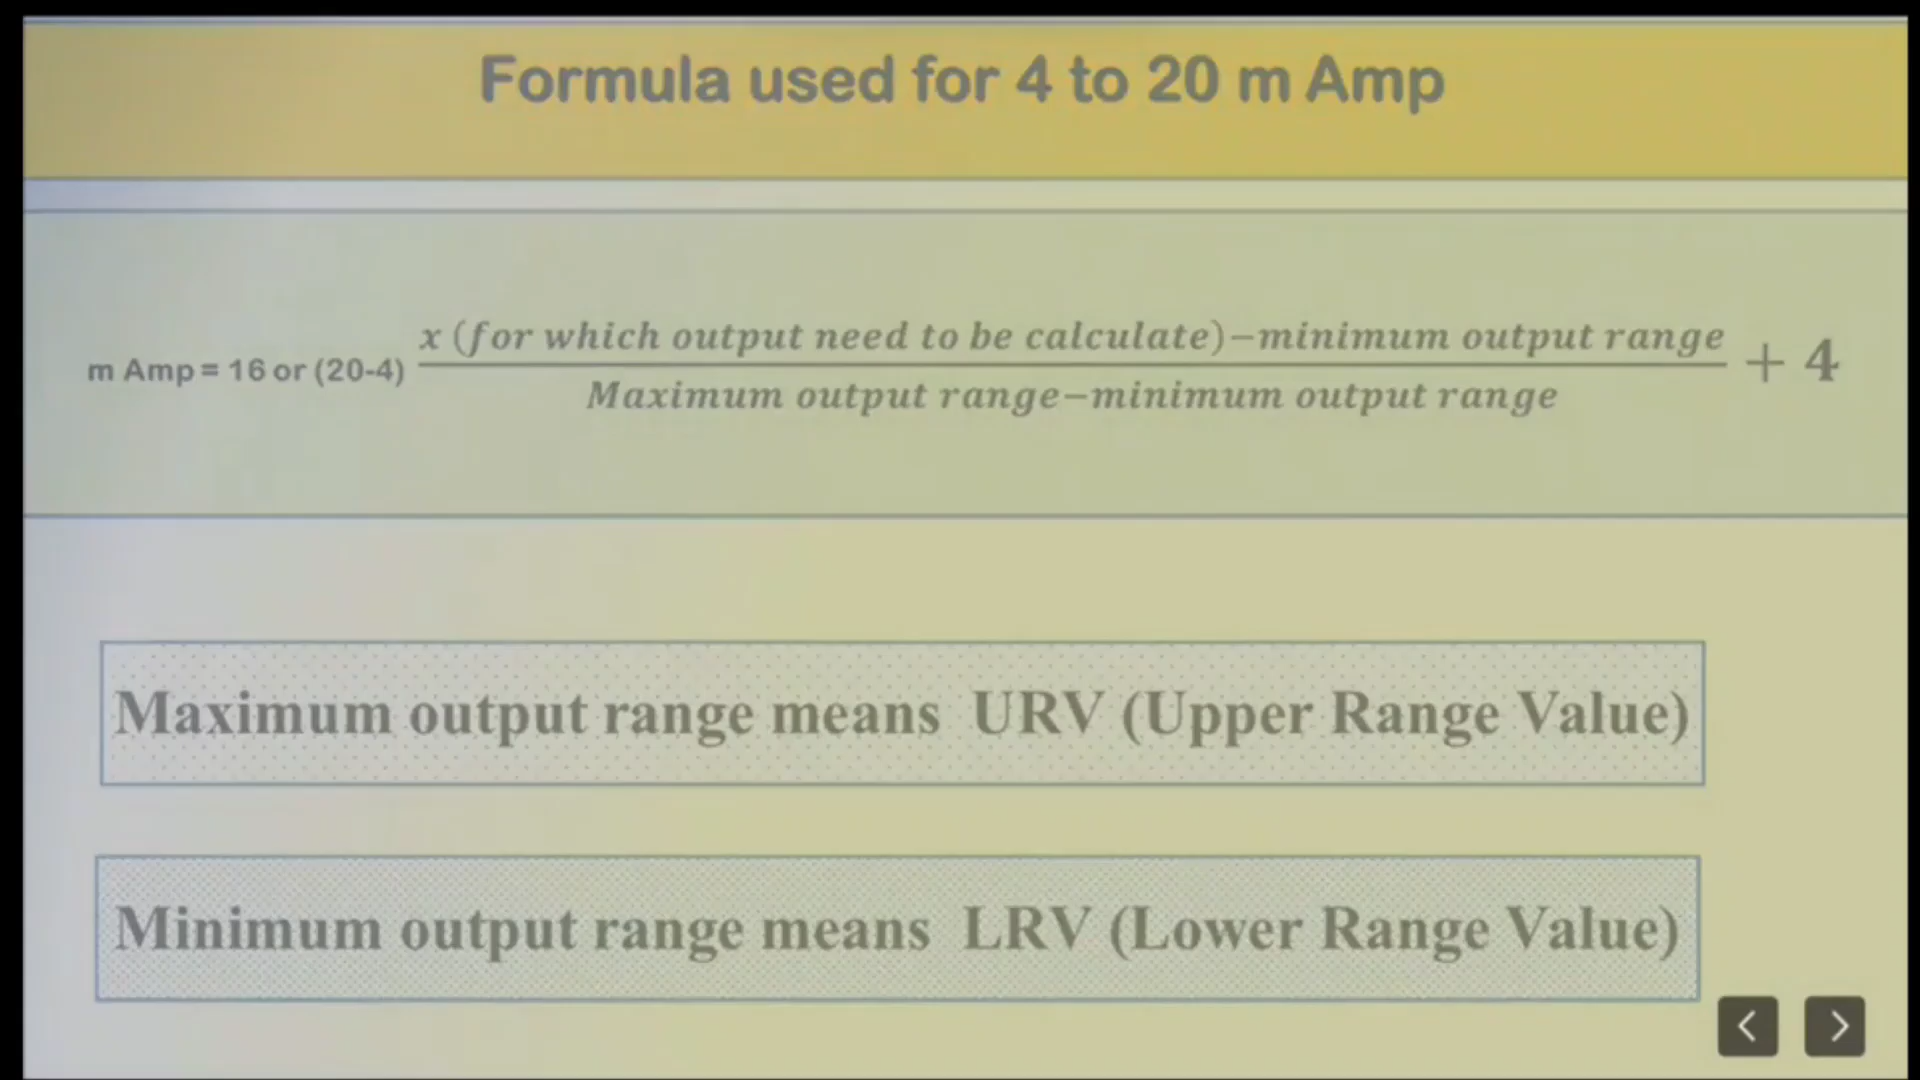 Formula used for 4 to 20 m Amp
m Amp = 16 or (20-4) x (for which output need to be calculate)−minimum output range / Maximum output range−minimum output range + 4
Maximum output range means URV (Upper Range Value)
Minimum output range means LRV (Lower Range Value)